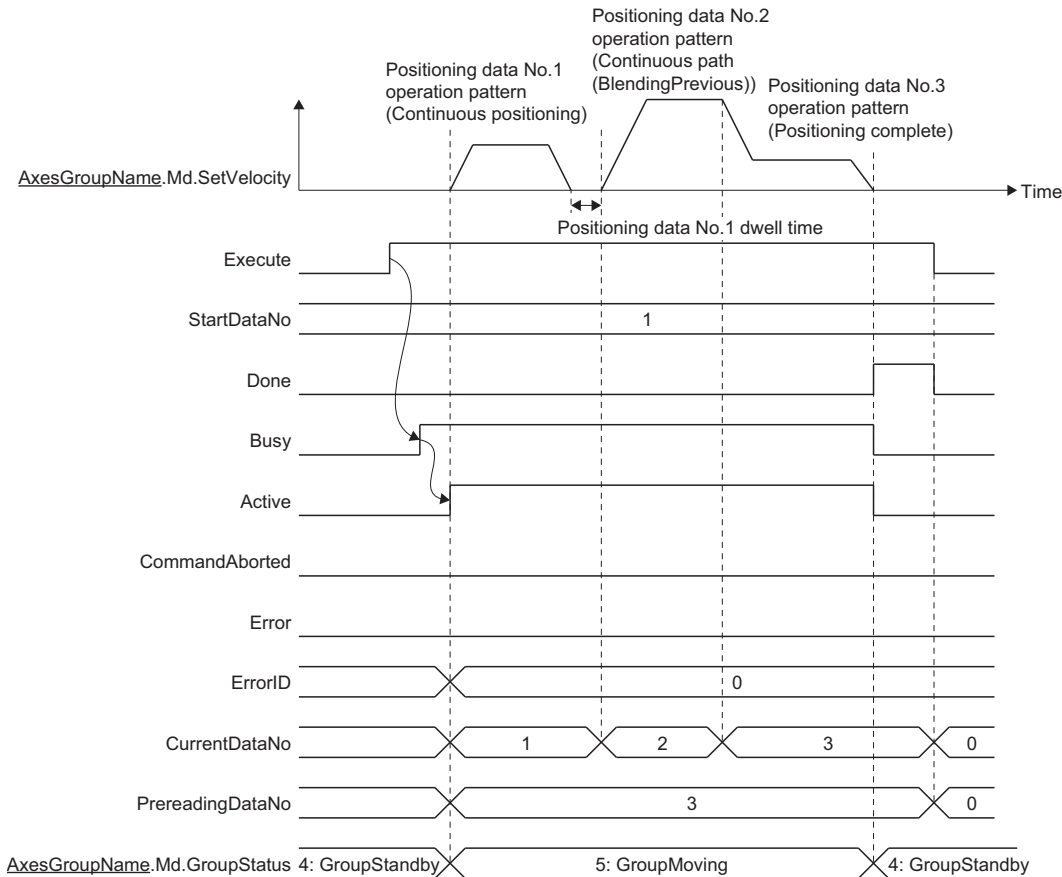 Positioning data No.2
operation pattern
(Continuous path
(BlendingPrevious))
Positioning data No.1
operation pattern
(Continuous positioning)
Positioning data No.3
operation pattern
(Positioning complete)
AxesGroupName.Md.SetVelocity
Time
Positioning data No.1 dwell time
Execute
StartDataNo
1
Done
Busy
Active
CommandAborted
Error
ErrorID
0
CurrentDataNo
1
2
3
0
PrereadingDataNo
3
0
AxesGroupName.Md.GroupStatus
4: GroupStandby
5: GroupMoving
4: GroupStandby